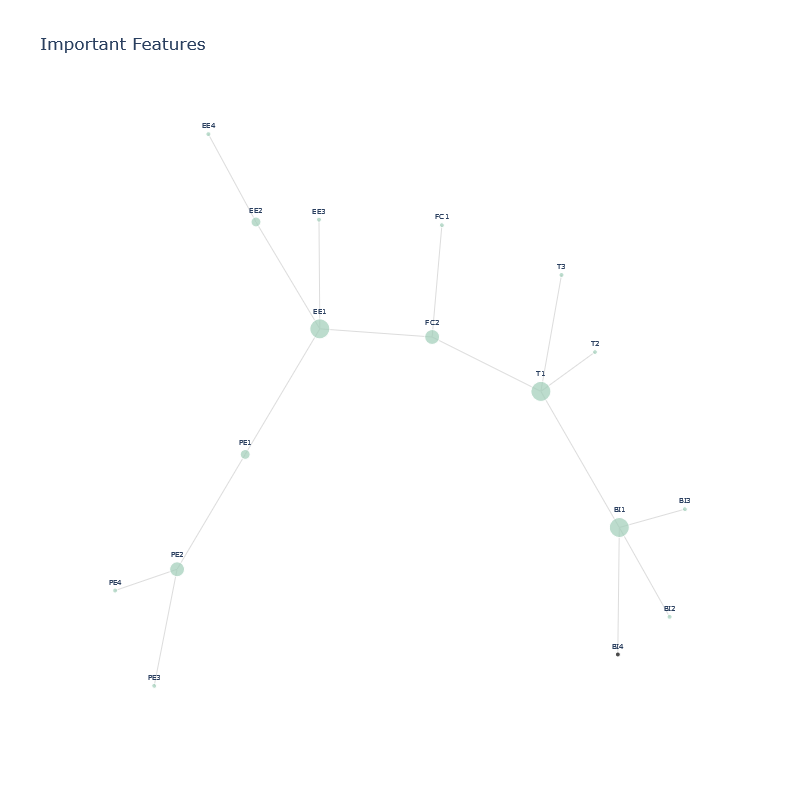 Important Features
EE4
EE2
EE3
FC1
T3
EE1
FC2
T2
T1
PE1
BI3
BI1
PE2
PE4
BI2
BI4
PE3